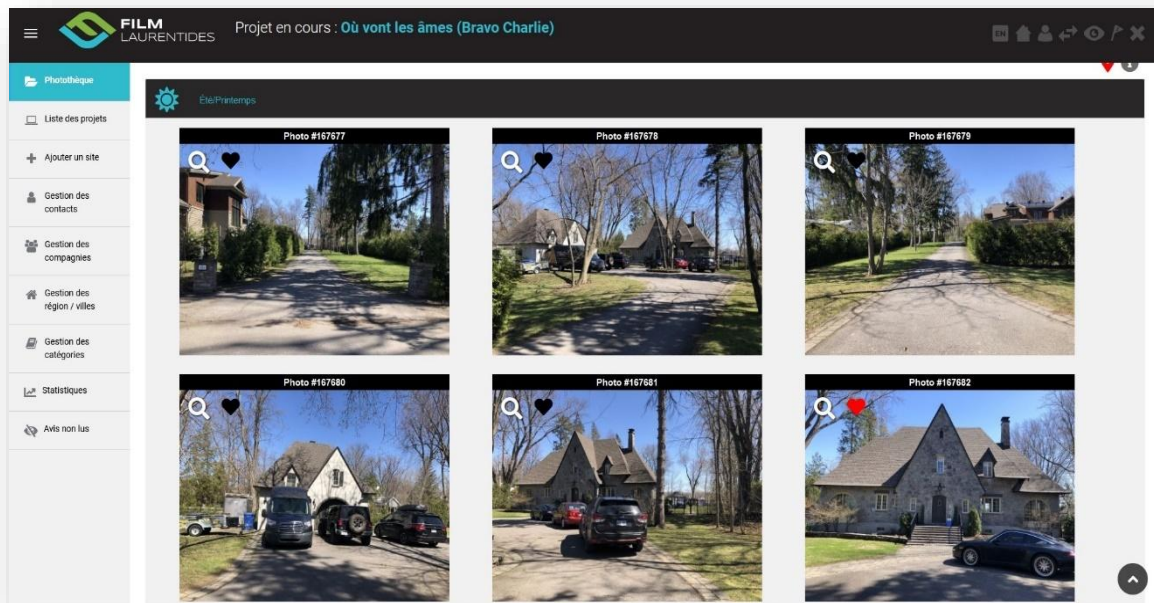 FILM
LAURENTIDES
Projet en cours : Où vont les âmes (Bravo Charlie)
EN
Photothèque
Liste des projets
Ajouter un site
Gestion des
contacts
Gestion des
compagnies
Gestion des
région / villes
Gestion des
catégories
Statistiques
Avis non lus
Été/Printemps
Photo #167677
Photo #167678
Photo #167679
Photo #167680
Photo #167681
Photo #167682